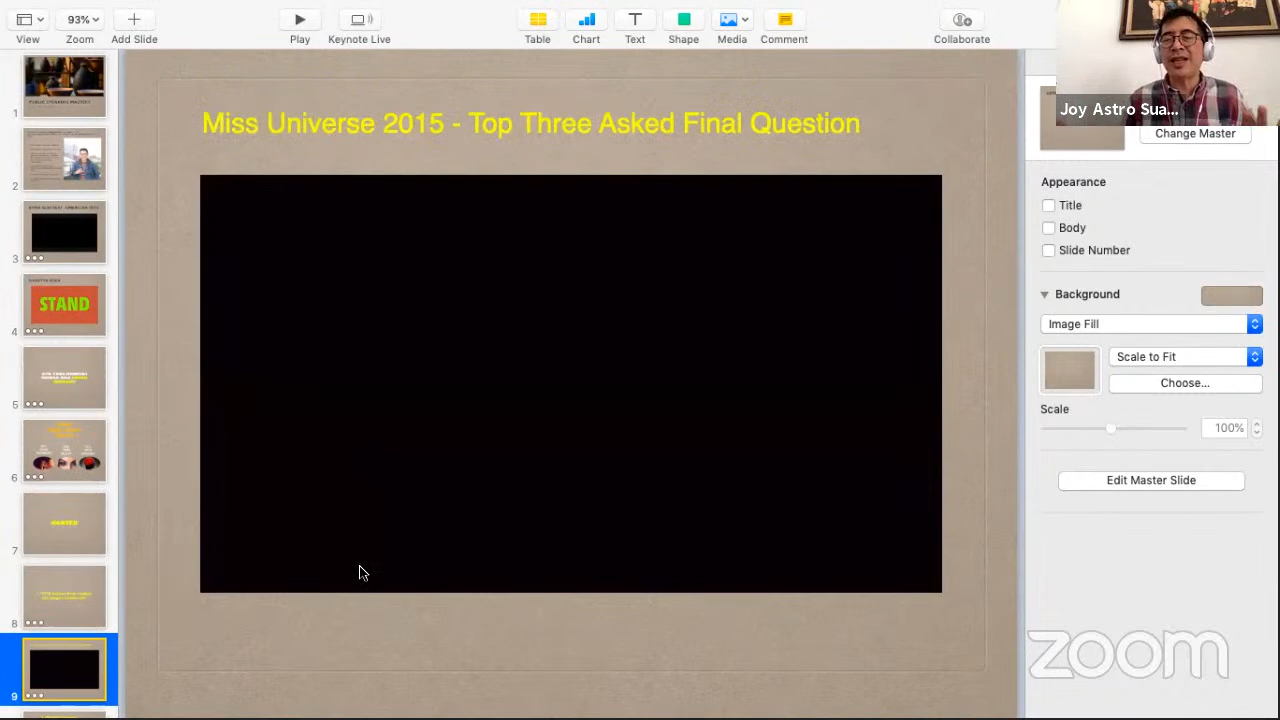 View
93%
Zoom
Add Slide
Play
Keynote Live
Table
Chart
Text
Shape
Media
Comment
Collaborate
Joy Astro Sua...
Change Master
Miss Universe 2015 - Top Three Asked Final Question
Appearance
Title
Body
Slide Number
Background
Image Fill
Scale to Fit
Choose...
Scale
100%
Edit Master Slide
1
2
3
4
STAND
5
6
7
8
9
zoom